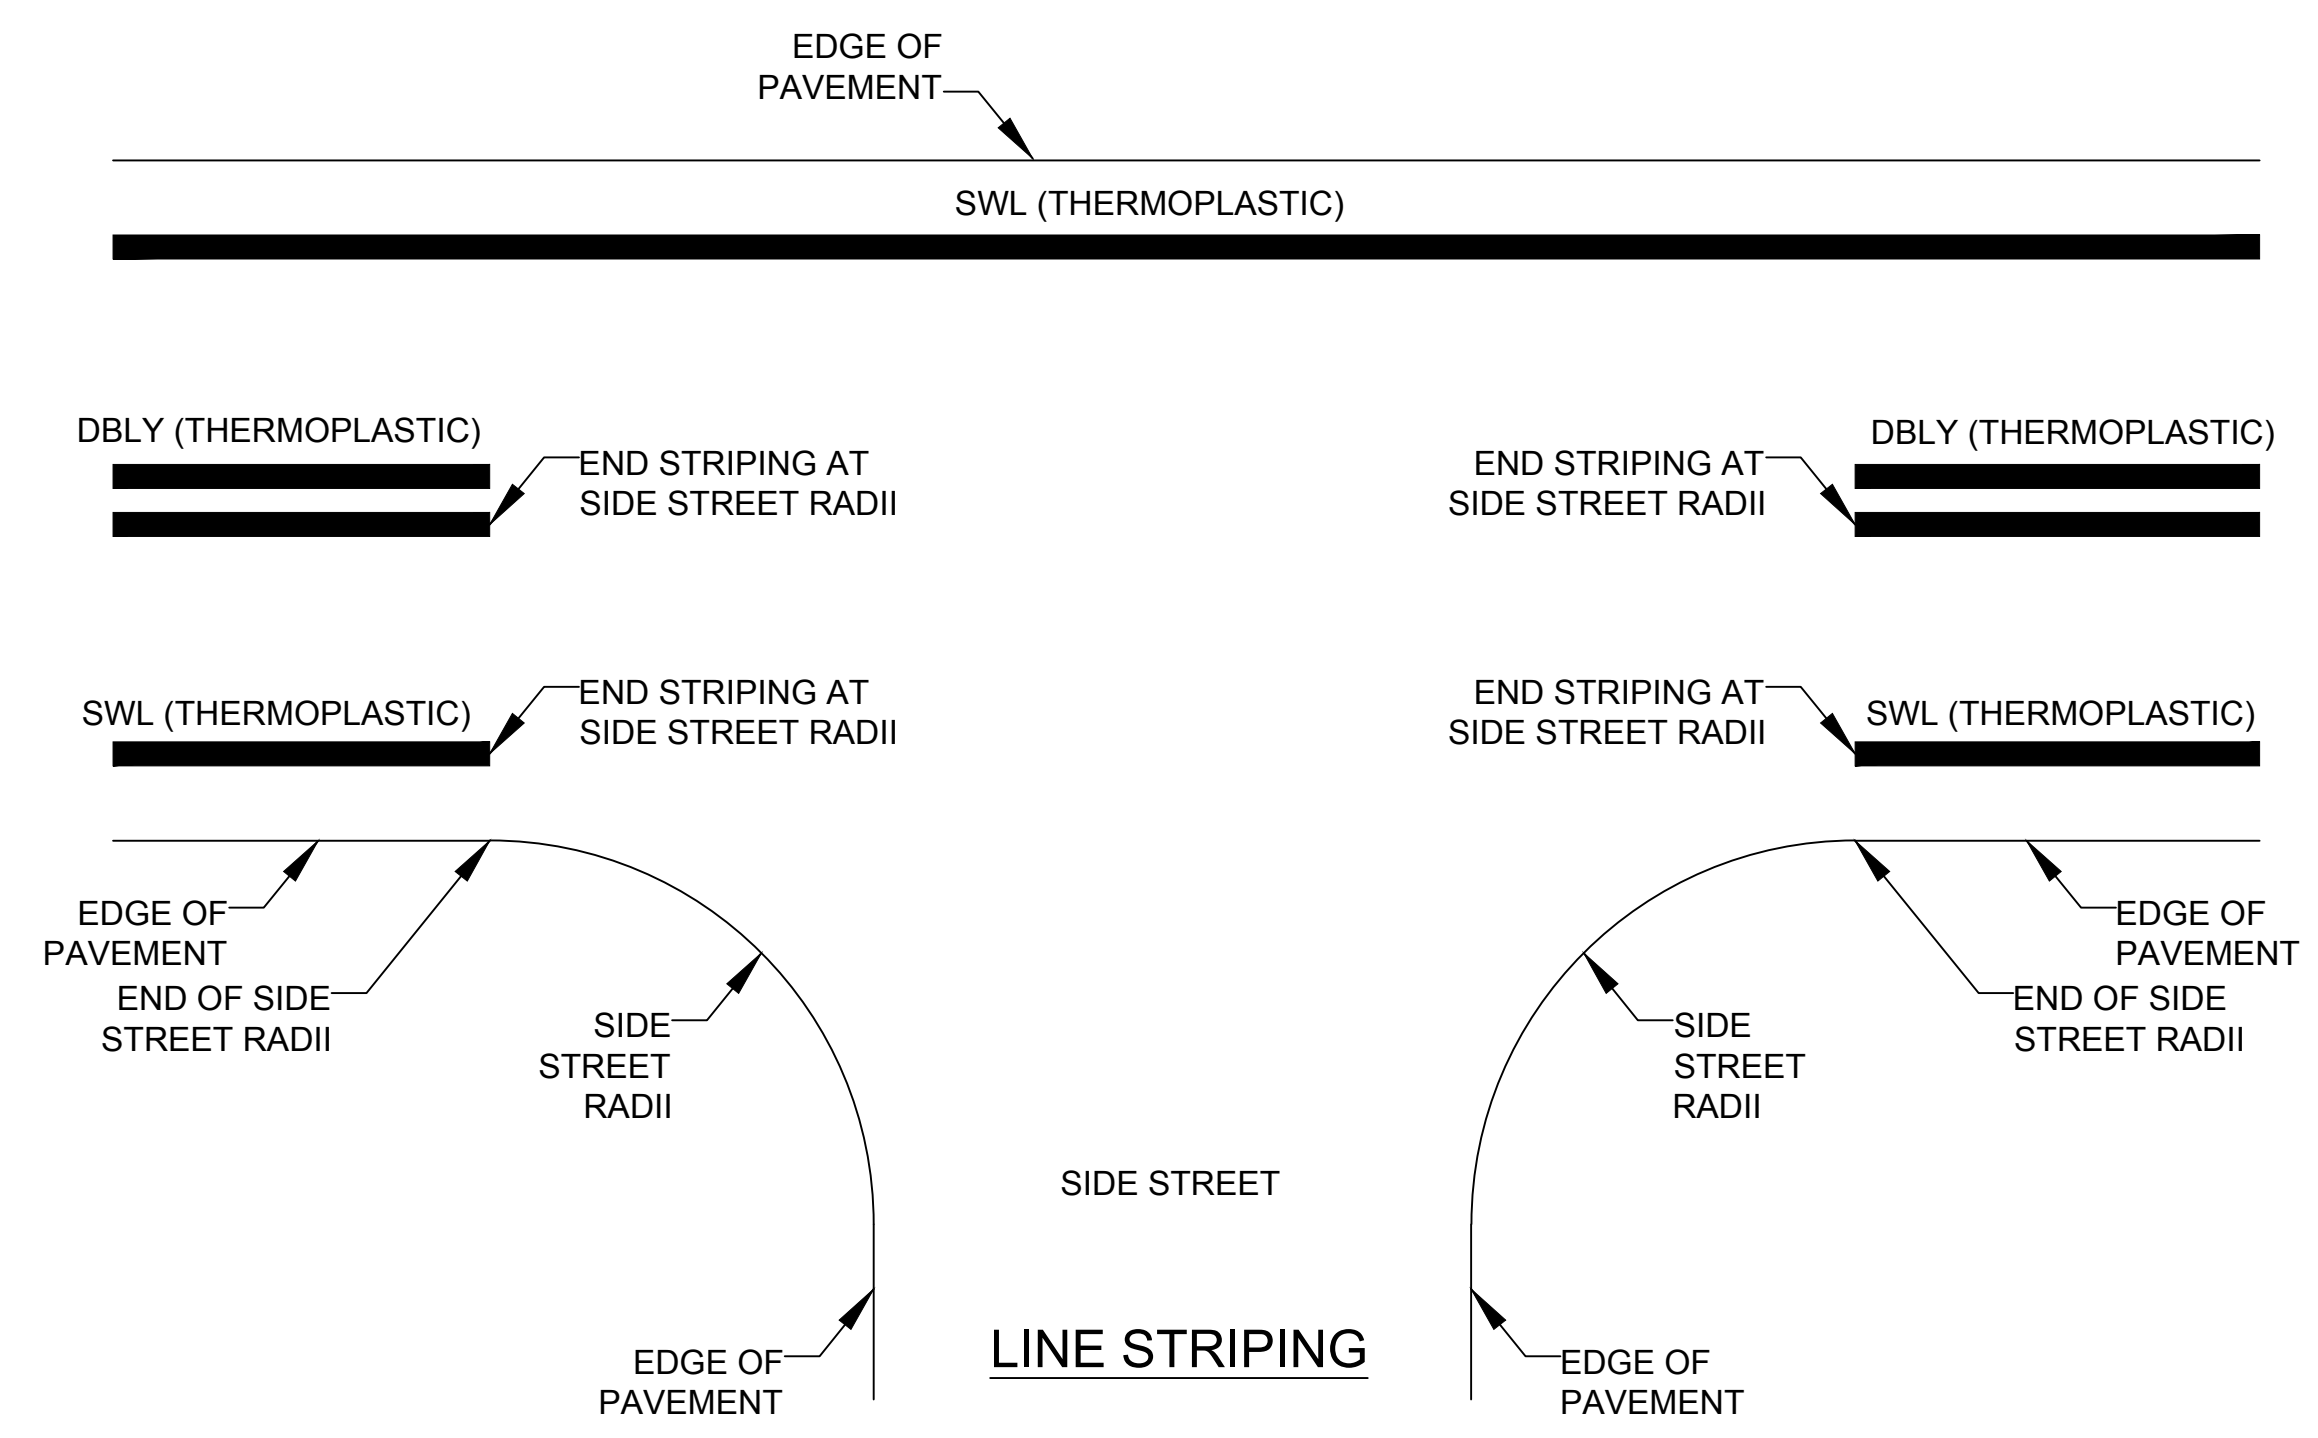 EDGE OF
PAVEMENT
SWL (THERMOPLASTIC)
DBLY (THERMOPLASTIC)
END STRIPING AT
SIDE STREET RADII
END STRIPING AT
SIDE STREET RADII
DBLY (THERMOPLASTIC)
SWL (THERMOPLASTIC)
END STRIPING AT
SIDE STREET RADII
END STRIPING AT
SIDE STREET RADII
SWL (THERMOPLASTIC)
EDGE OF
PAVEMENT
END OF SIDE
STREET RADII
SIDE
STREET
RADII
SIDE
STREET
RADII
EDGE OF
PAVEMENT
END OF SIDE
STREET RADII
SIDE STREET
EDGE OF
PAVEMENT
LINE STRIPING
EDGE OF
PAVEMENT